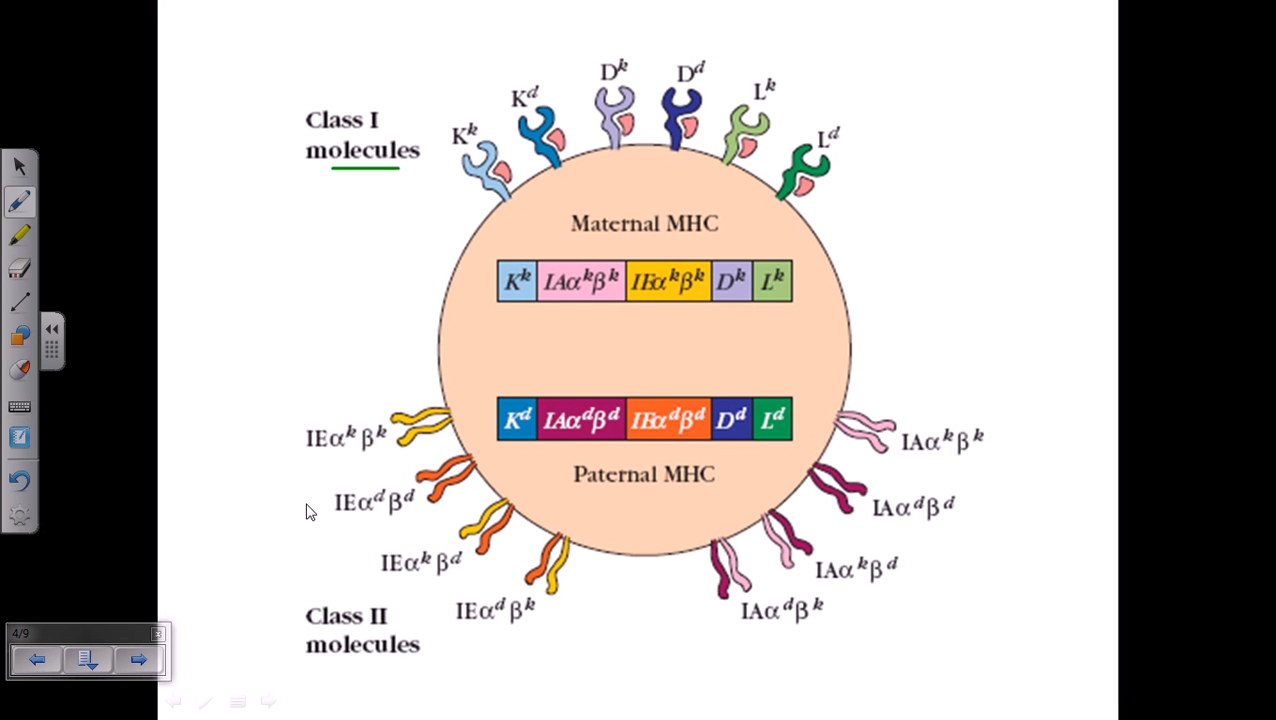 Class I
molecules
Kᵏ
Kᵈ
Dᵏ
Dᵈ
Lᵏ
Lᵈ
Maternal MHC
Kᵏ IAαᵏβᵏ IEαᵏβᵏ Dᵏ Lᵏ
Kᵈ IAαᵈβᵈ IEαᵈβᵈ Dᵈ Lᵈ
Paternal MHC
IEαᵏβᵏ
IEαᵈβᵈ
IEαᵏβᵈ
IEαᵈβᵏ
IAαᵏβᵏ
IAαᵈβᵈ
IAαᵏβᵈ
IAαᵈβᵏ
Class II
molecules
4/9